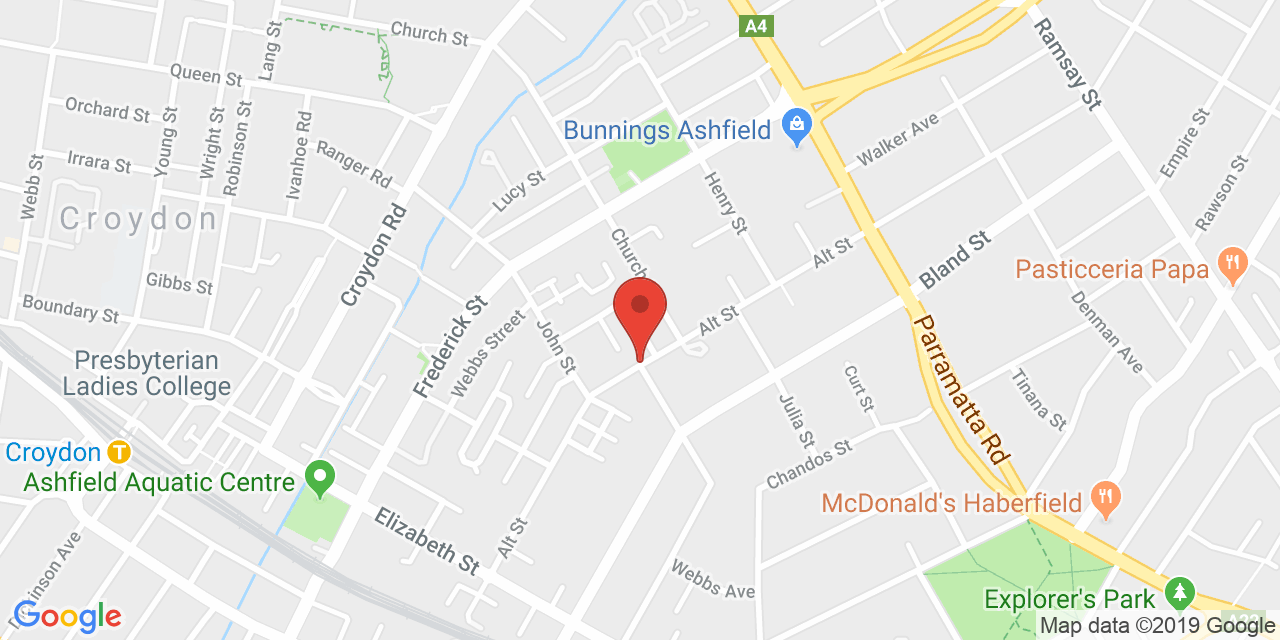 Church St
A4
Lang St
Queen St
Ramsay St
Orchard St
Young St
Wright St
Robinson St
Ivanhoe Rd
Bunnings Ashfield
Walker Ave
Empire St
Irrara St
Ranger Rd
Webb St
Lucy St
Henry St
Rawson St
Croydon
Croydon Rd
Church
Alt St
Bland St
Pasticceria Papa
Gibbs St
Boundary St
Frederick St
Webbs Street
John St
Alt St
Denman Ave
Parramatta Rd
Presbyterian
Ladies College
Curt St
Tinana St
Julia St
Croydon
T
Ashfield Aquatic Centre
Chandos St
McDonald's Haberfield
Elizabeth St
Alt St
Webbs Ave
Explorer's Park
Google
Map data ©2019 Google